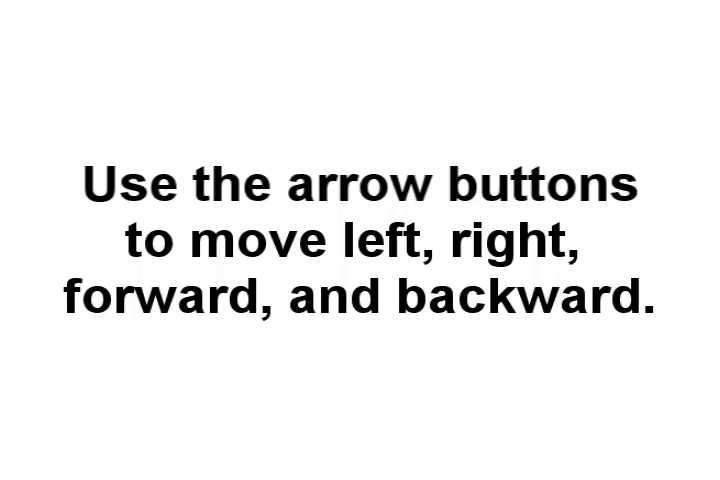 Use the arrow buttons
to move left, right,
forward, and backward.